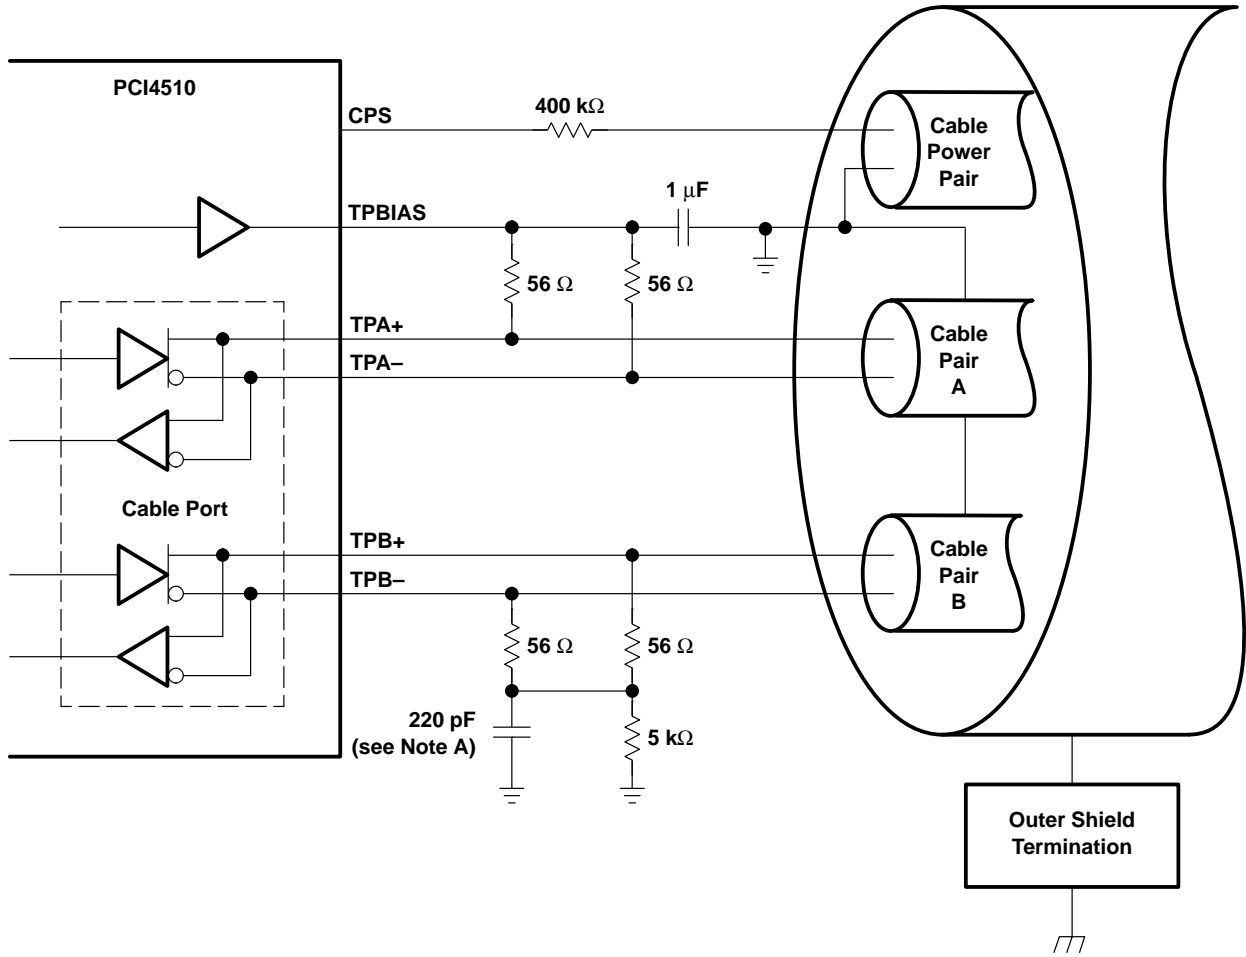 PCI4510
CPS
400 kΩ
Cable
Power
Pair
TPBIAS
1 μF
56 Ω
56 Ω
TPA+
TPA–
Cable
Pair
A
Cable Port
TPB+
TPB–
Cable
Pair
B
56 Ω
56 Ω
220 pF
(see Note A)
5 kΩ
Outer Shield
Termination